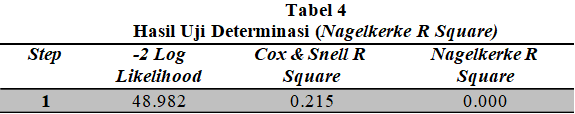 Tabel 4
Hasil Uji Determinasi (Nagelkerke R Square)
Step -2 Log Likelihood Cox & Snell R Square Nagelkerke R Square
1 48.982 0.215 0.000